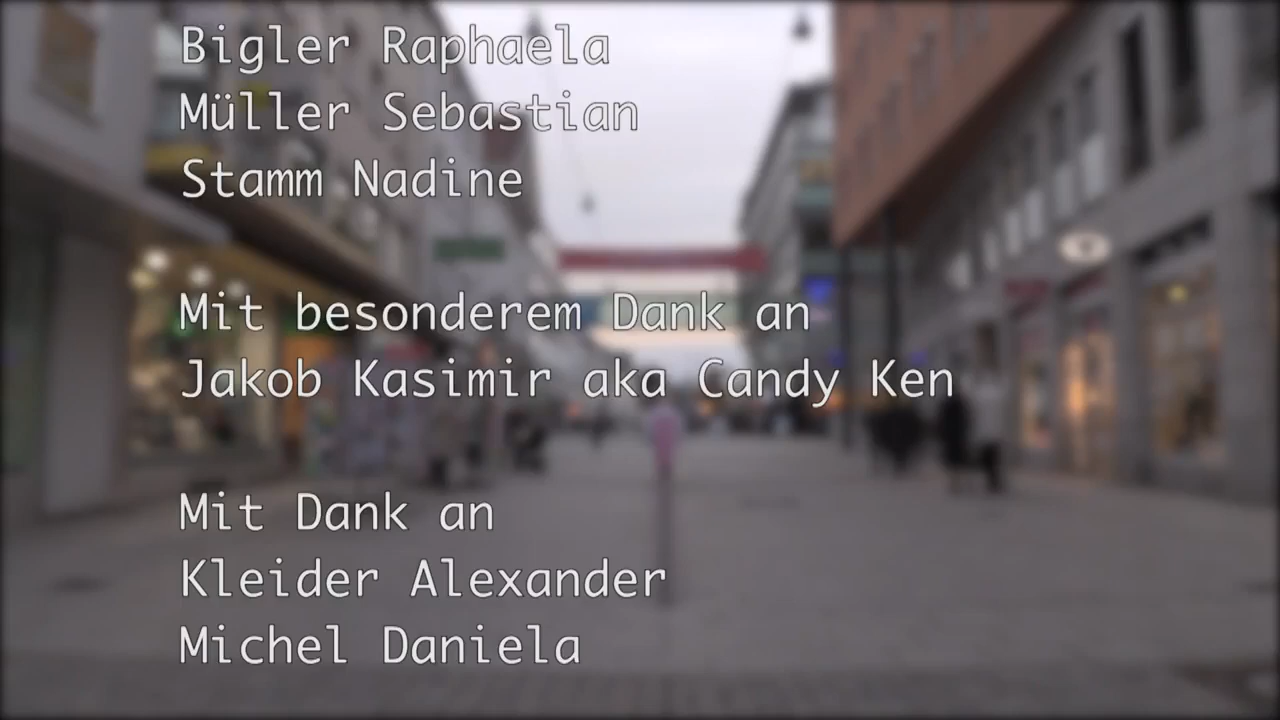 Bigler Raphaela
Müller Sebastian
Stamm Nadine
Mit besonderem Dank an
Jakob Kasimir aka Candy Ken
Mit Dank an
Kleider Alexander
Michel Daniela